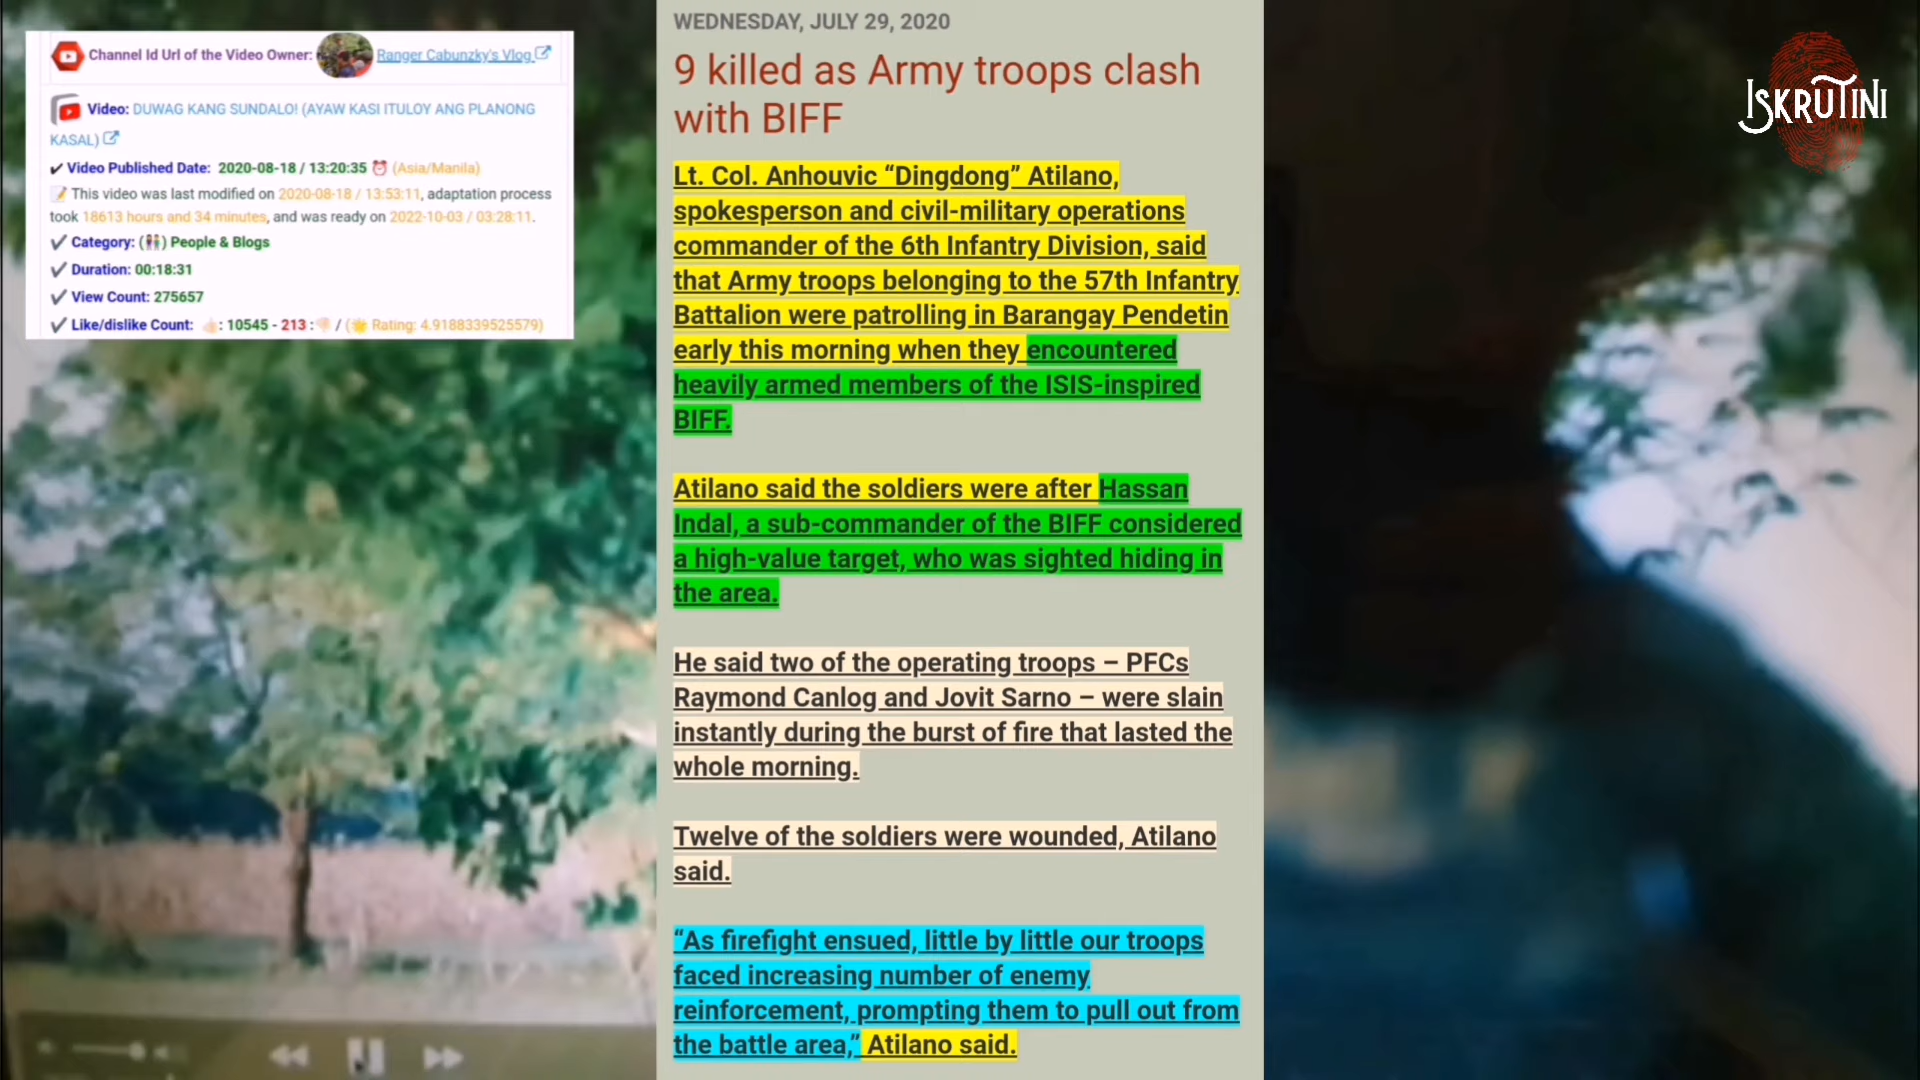 Channel Id Url of the Video Owner: Ranger Cabunzky's Vlog
Video: DUWAG KANG SUNDALO! (AYAW KASI ITULOY ANG PLANONG
KASAL)
✔ Video Published Date: 2020-08-18 / 13:20:35 ⏰ (Asia/Manila)
📝 This video was last modified on 2020-08-18 / 13:53:11, adaptation process
took 18613 hours and 34 minutes, and was ready on 2022-10-03 / 03:28:11.
✔ Category: (👫) People & Blogs
✔ Duration: 00:18:31
✔ View Count: 275657
✔ Like/dislike Count: 👍: 10545 - 213 :👎 / (🌟 Rating: 4.9188339525579)
WEDNESDAY, JULY 29, 2020
9 killed as Army troops clash
with BIFF
Lt. Col. Anhouvic “Dingdong” Atilano,
spokesperson and civil-military operations
commander of the 6th Infantry Division, said
that Army troops belonging to the 57th Infantry
Battalion were patrolling in Barangay Pendetin
early this morning when they encountered
heavily armed members of the ISIS-inspired
BIFF.
Atilano said the soldiers were after Hassan
Indal, a sub-commander of the BIFF considered
a high-value target, who was sighted hiding in
the area.
He said two of the operating troops – PFCs
Raymond Canlog and Jovit Sarno – were slain
instantly during the burst of fire that lasted the
whole morning.
Twelve of the soldiers were wounded, Atilano
said.
“As firefight ensued, little by little our troops
faced increasing number of enemy
reinforcement, prompting them to pull out from
the battle area,” Atilano said.
ISKRUTINI